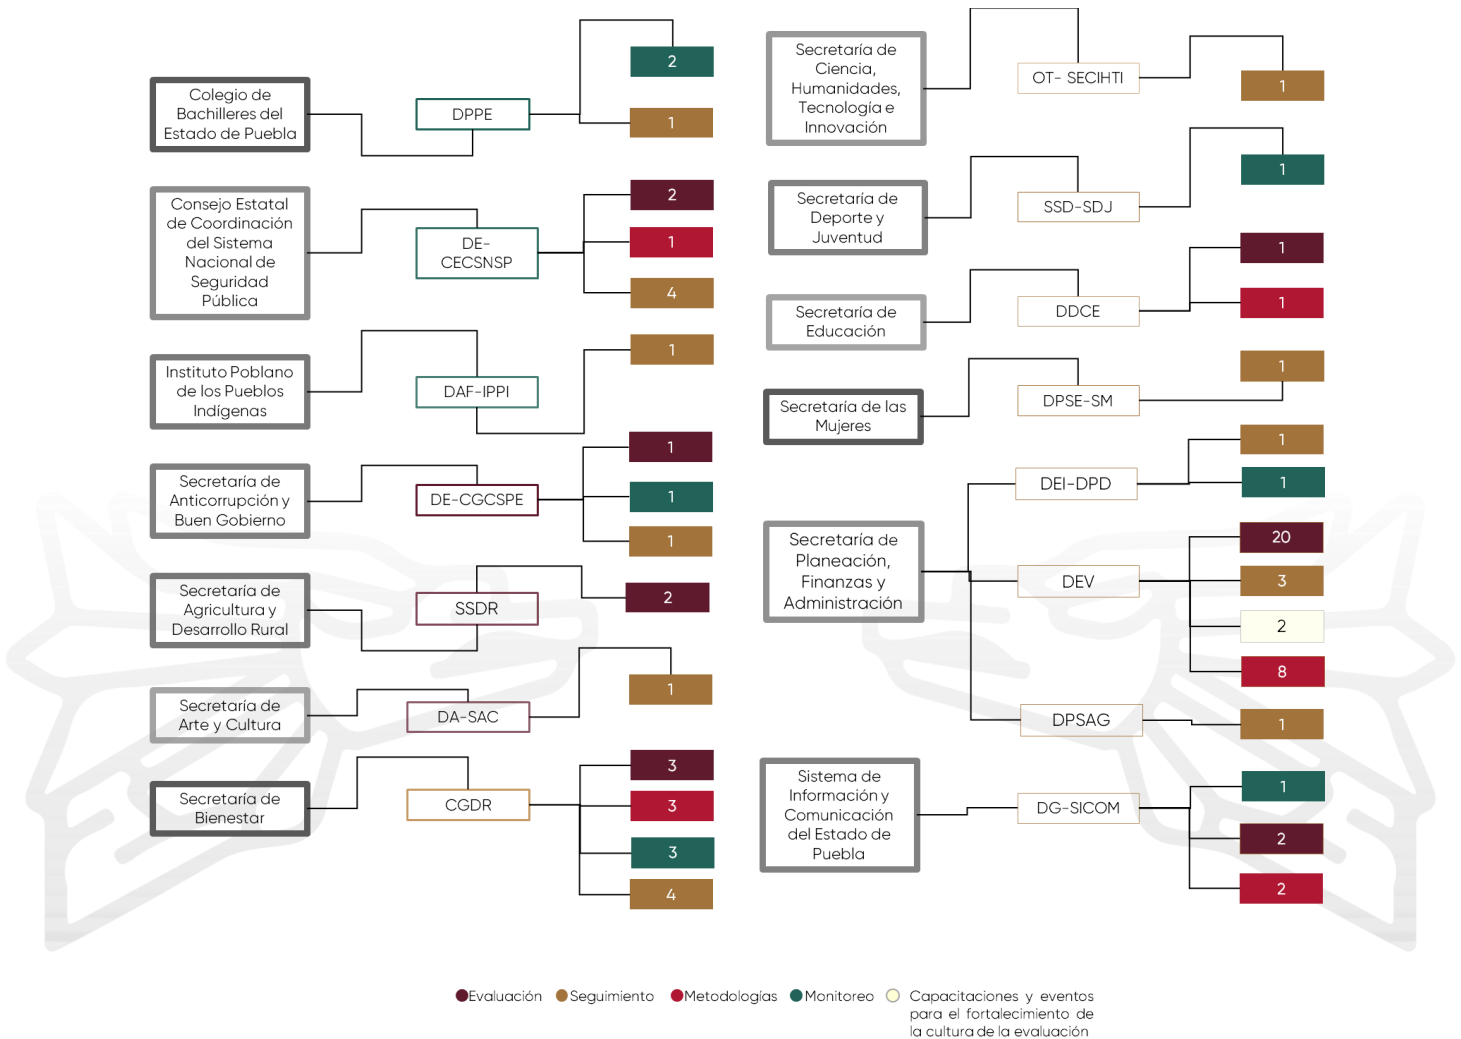 Colegio de
Bachilleres del
Estado de Puebla
DPPE
2
1
Consejo Estatal
de Coordinación
del Sistema
Nacional de
Seguridad
Pública
DE-
CECSNSP
2
1
4
Instituto Poblano
de los Pueblos
Indígenas
DAF-IPPI
1
Secretaría de
Anticorrupción y
Buen Gobierno
DE-CGCSPE
1
1
1
Secretaría de
Agricultura y
Desarrollo Rural
SSDR
2
Secretaría de
Arte y Cultura
DA-SAC
1
Secretaría de
Bienestar
CGDR
3
3
3
4
Secretaría de
Ciencia,
Humanidades,
Tecnología e
Innovación
OT- SECIHTI
1
Secretaría de
Deporte y
Juventud
SSD-SDJ
1
Secretaría de
Educación
DDCE
1
1
Secretaría de las
Mujeres
DPSE-SM
1
Secretaría de
Planeación,
Finanzas y
Administración
DEI-DPD
1
1
DEV
20
3
2
8
DPSAG
1
Sistema de
Información y
Comunicación
del Estado de
Puebla
DG-SICOM
1
2
2
Evaluación
Seguimiento
Metodologías
Monitoreo
Capacitaciones y eventos
para el fortalecimiento de
la cultura de la evaluación